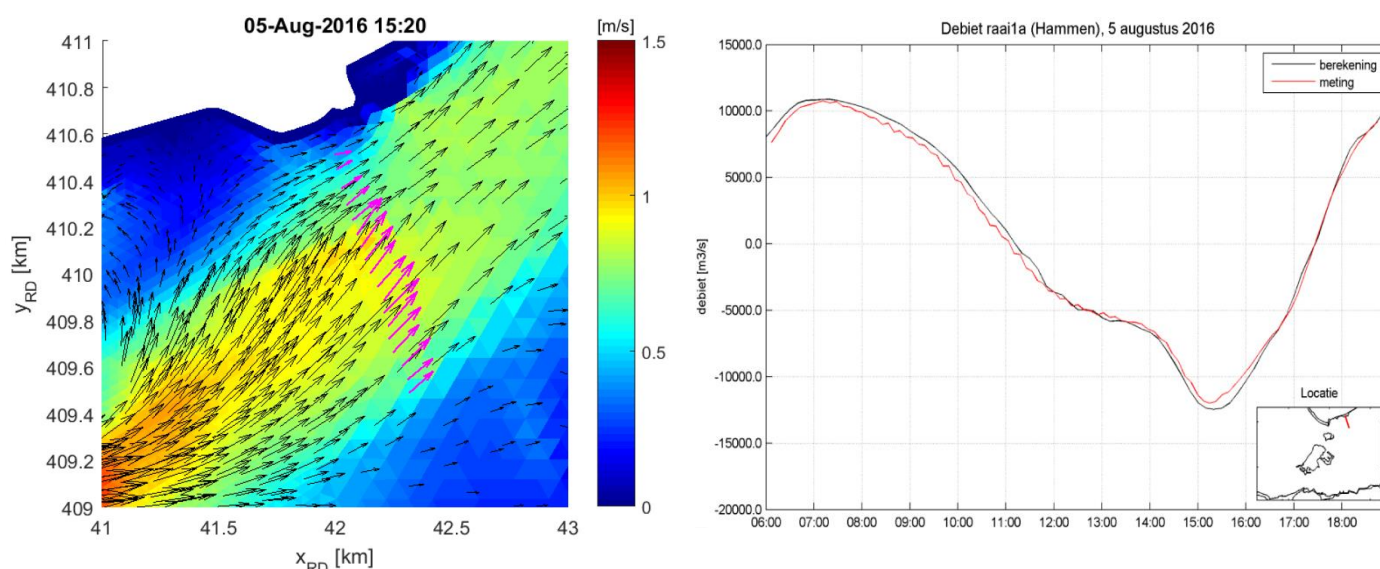 05-Aug-2016 15:20
[m/s]
411
410.8
410.6
410.4
410.2
410
409.8
409.6
409.4
409.2
409
y_RD [km]
41
41.5
42
42.5
43
x_RD [km]
1.5
1
0.5
0
Debiet raai1a (Hammen), 5 augustus 2016
berekening
meting
15000.0
10000.0
5000.0
0.0
-5000.0
-10000.0
-15000.0
-20000.0
debiet [m3/s]
Locatie
06:00 07:00 08:00 09:00 10:00 11:00 12:00 13:00 14:00 15:00 16:00 17:00 18:00